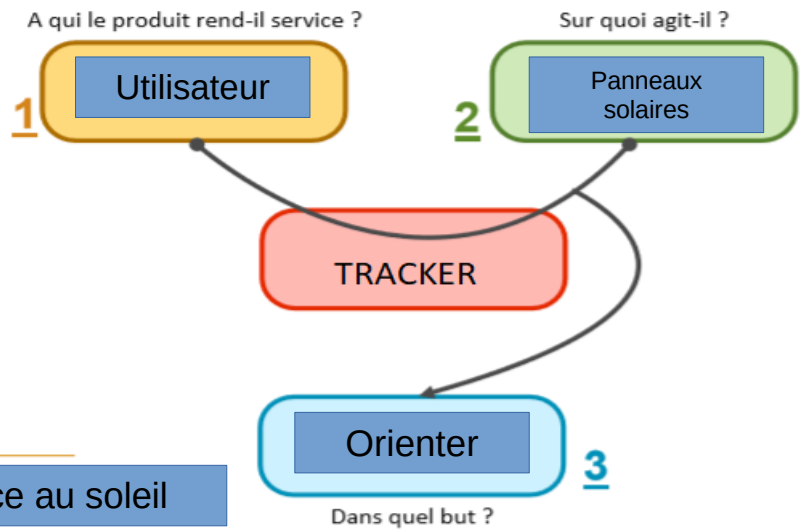 A qui le produit rend-il service ?
Sur quoi agit-il ?
Utilisateur
Panneaux
solaires
1
2
TRACKER
Orienter
3
au soleil
Dans quel but ?